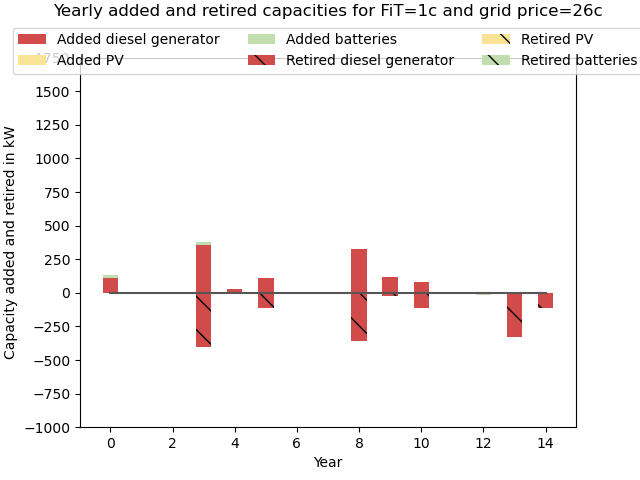 Yearly added and retired capacities for FiT=1c and grid price=26c
Added diesel generator
Added PV
Added batteries
Retired diesel generator
Retired PV
Retired batteries
1750
1500
1250
1000
750
500
250
0
−250
−500
−750
−1000
Capacity added and retired in kW
0 2 4 6 8 10 12 14
Year